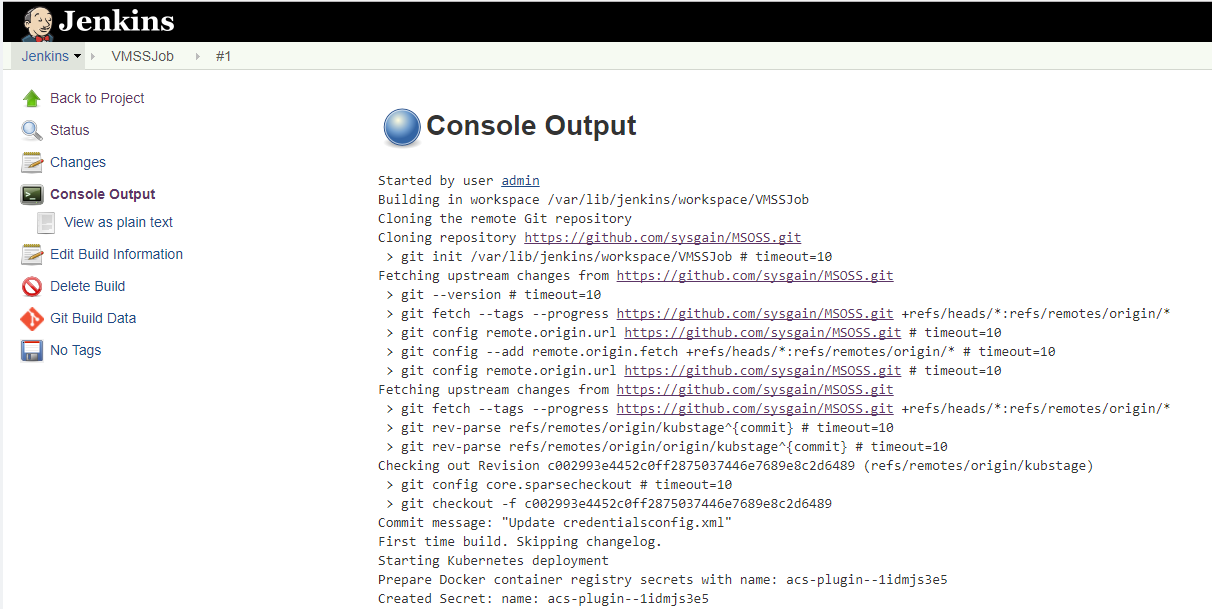 Jenkins
Jenkins
VMSSJob
#1
Back to Project
Status
Changes
Console Output
View as plain text
Edit Build Information
Delete Build
Git Build Data
No Tags
Console Output
Started by user admin
Building in workspace /var/lib/jenkins/workspace/VMSSJob
Cloning the remote Git repository
Cloning repository https://github.com/sysgain/MSOSS.git
> git init /var/lib/jenkins/workspace/VMSSJob # timeout=10
Fetching upstream changes from https://github.com/sysgain/MSOSS.git
> git --version # timeout=10
> git fetch --tags --progress https://github.com/sysgain/MSOSS.git +refs/heads/*:refs/remotes/origin/*
> git config remote.origin.url https://github.com/sysgain/MSOSS.git # timeout=10
> git config --add remote.origin.fetch +refs/heads/*:refs/remotes/origin/* # timeout=10
> git config remote.origin.url https://github.com/sysgain/MSOSS.git # timeout=10
Fetching upstream changes from https://github.com/sysgain/MSOSS.git
> git fetch --tags --progress https://github.com/sysgain/MSOSS.git +refs/heads/*:refs/remotes/origin/*
> git rev-parse refs/remotes/origin/kubstage^{commit} # timeout=10
> git rev-parse refs/remotes/origin/origin/kubstage^{commit} # timeout=10
Checking out Revision c002993e4452c0ff2875037446e7689e8c2d6489 (refs/remotes/origin/kubstage)
> git config core.sparsecheckout # timeout=10
> git checkout -f c002993e4452c0ff2875037446e7689e8c2d6489
Commit message: "Update credentialsconfig.xml"
First time build. Skipping changelog.
Starting Kubernetes deployment
Prepare Docker container registry secrets with name: acs-plugin--1idmjs3e5
Created Secret: name: acs-plugin--1idmjs3e5